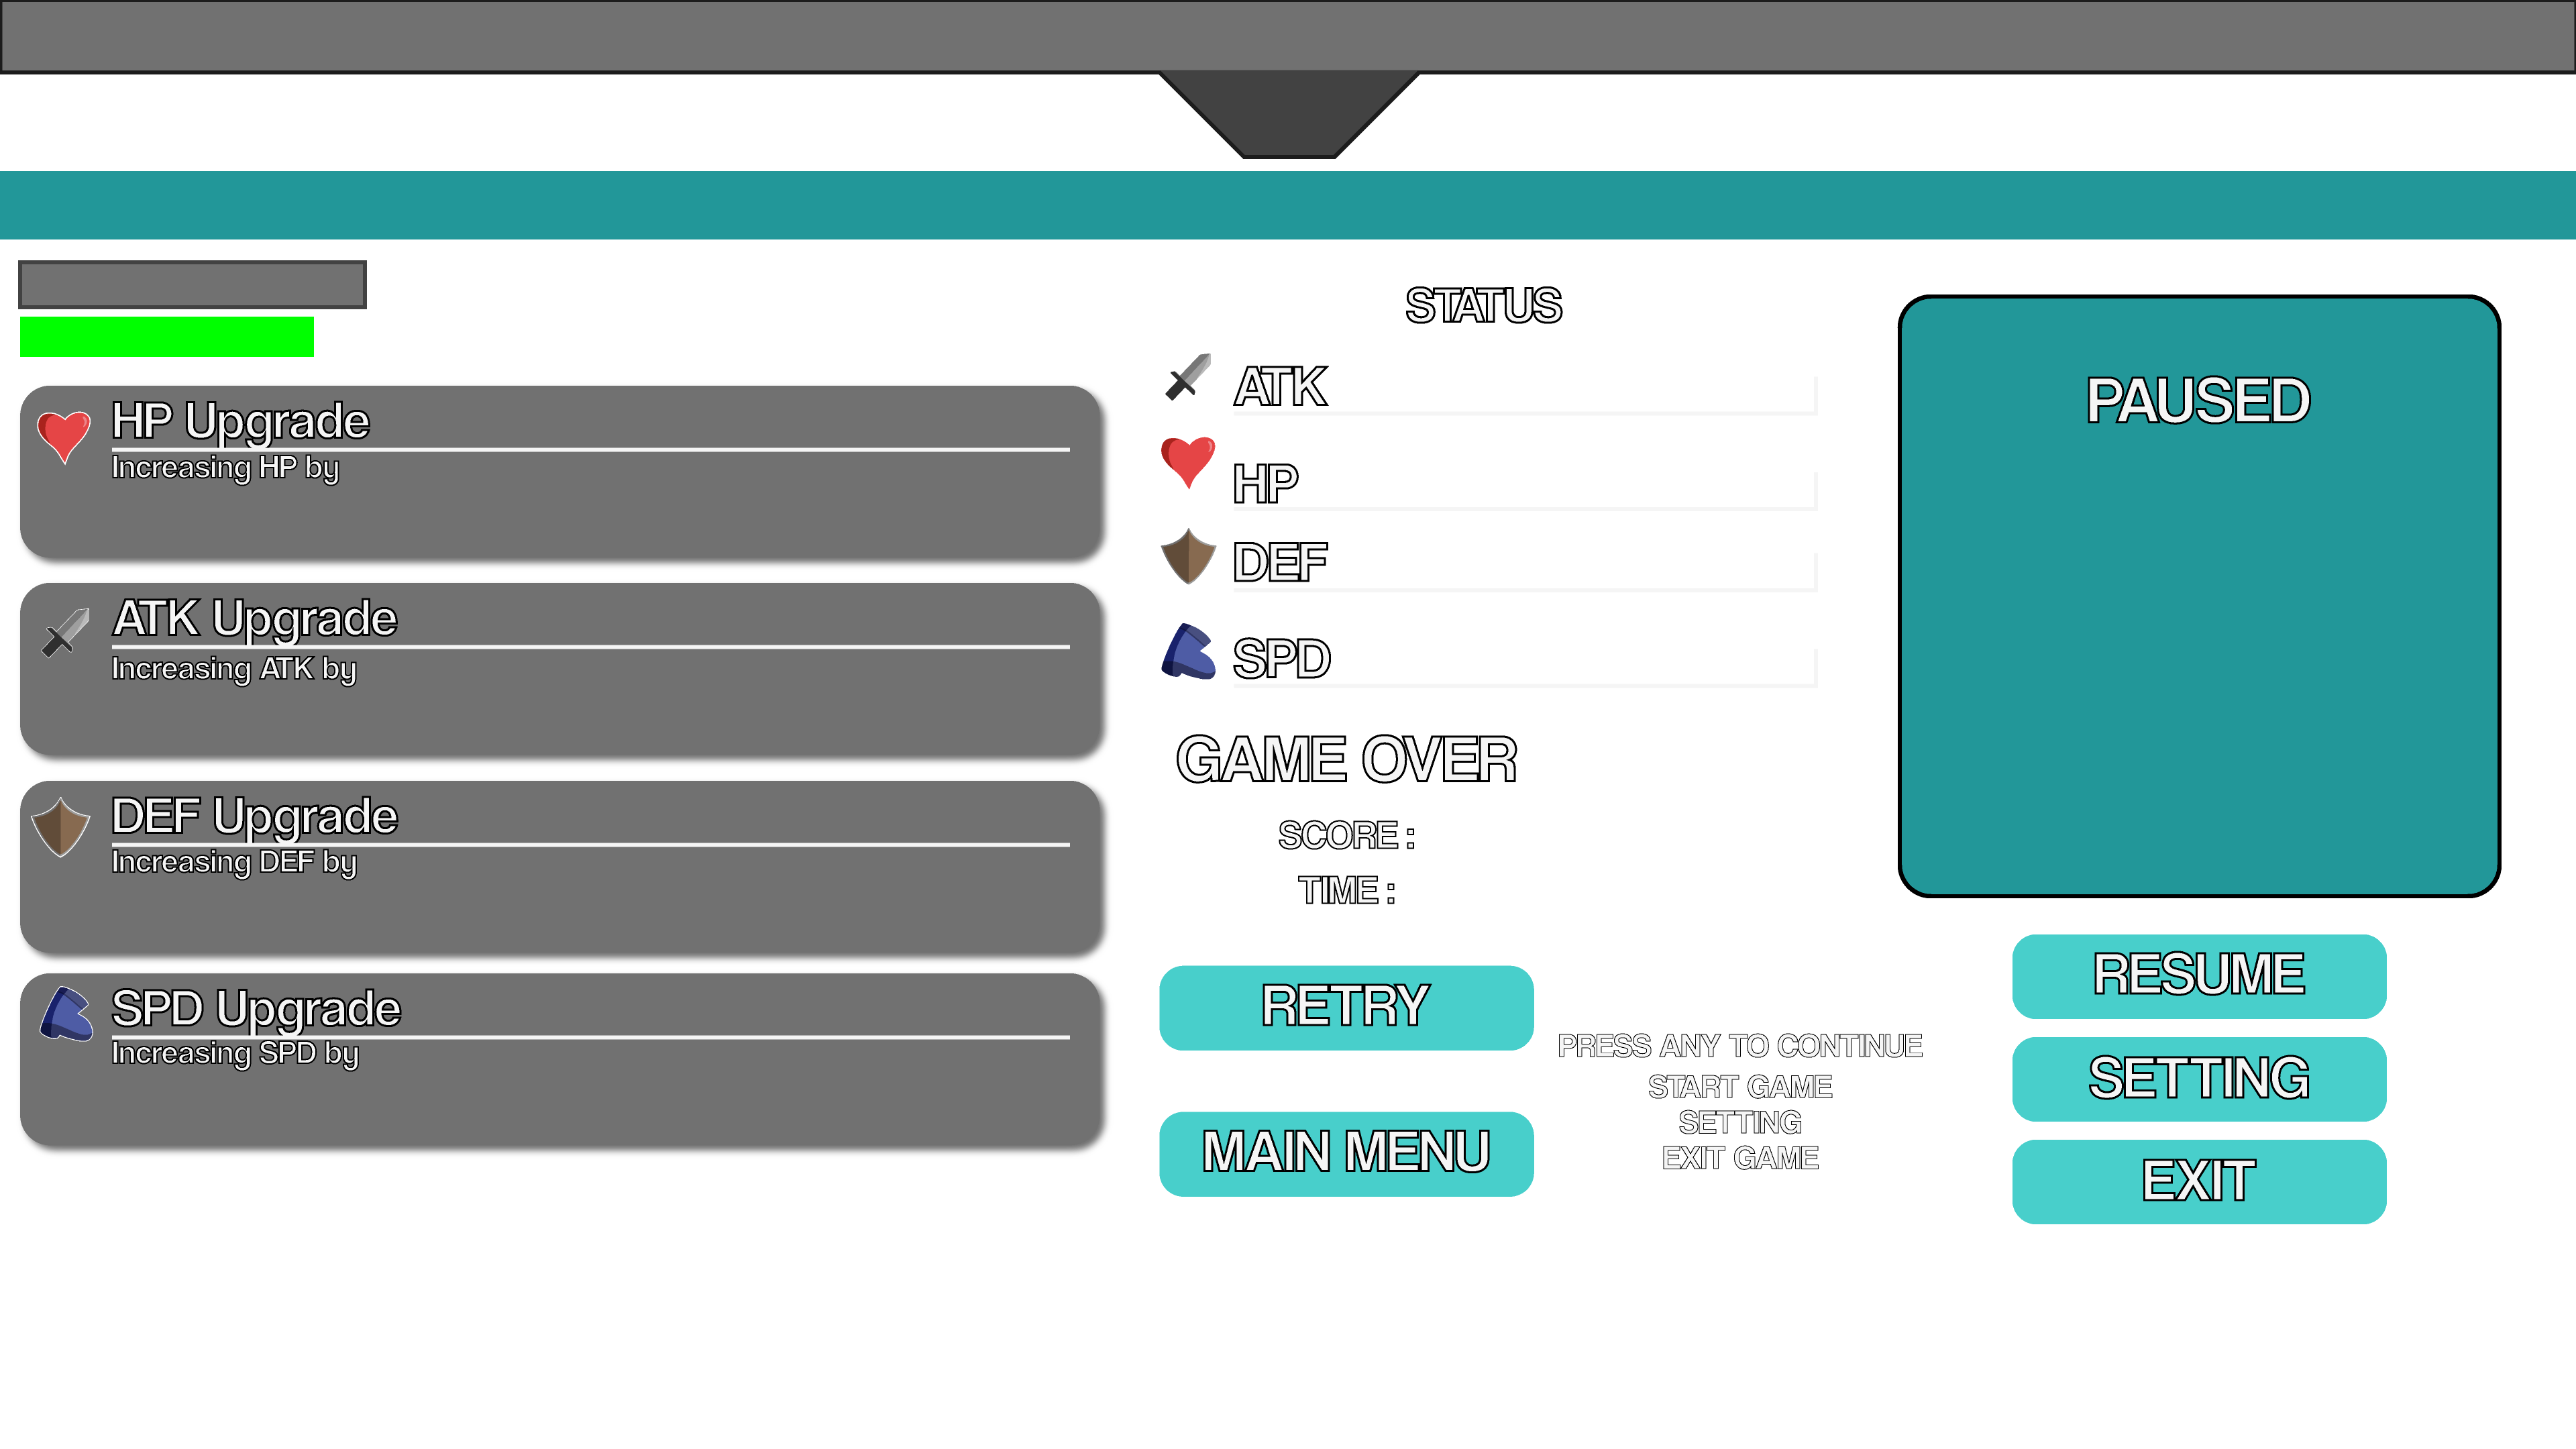 HP Upgrade
Increasing HP by
ATK Upgrade
Increasing ATK by
DEF Upgrade
Increasing DEF by
SPD Upgrade
Increasing SPD by
STATUS
ATK
HP
DEF
SPD
GAME OVER
SCORE :
TIME :
RETRY
MAIN MENU
PRESS ANY TO CONTINUE
START GAME
SETTING
EXIT GAME
PAUSED
RESUME
SETTING
EXIT